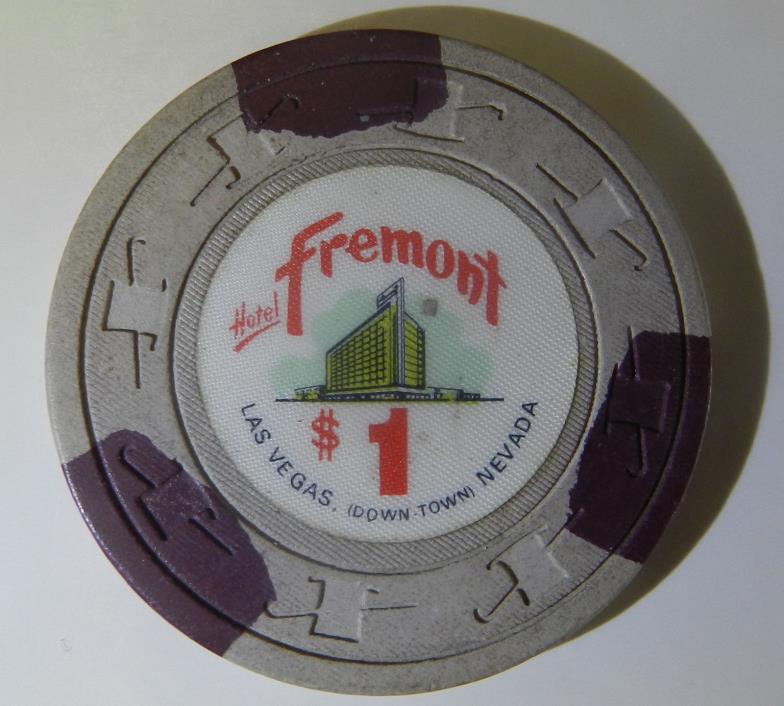 Hotel Fremont
$1
LAS VEGAS, (DOWN-TOWN) NEVADA